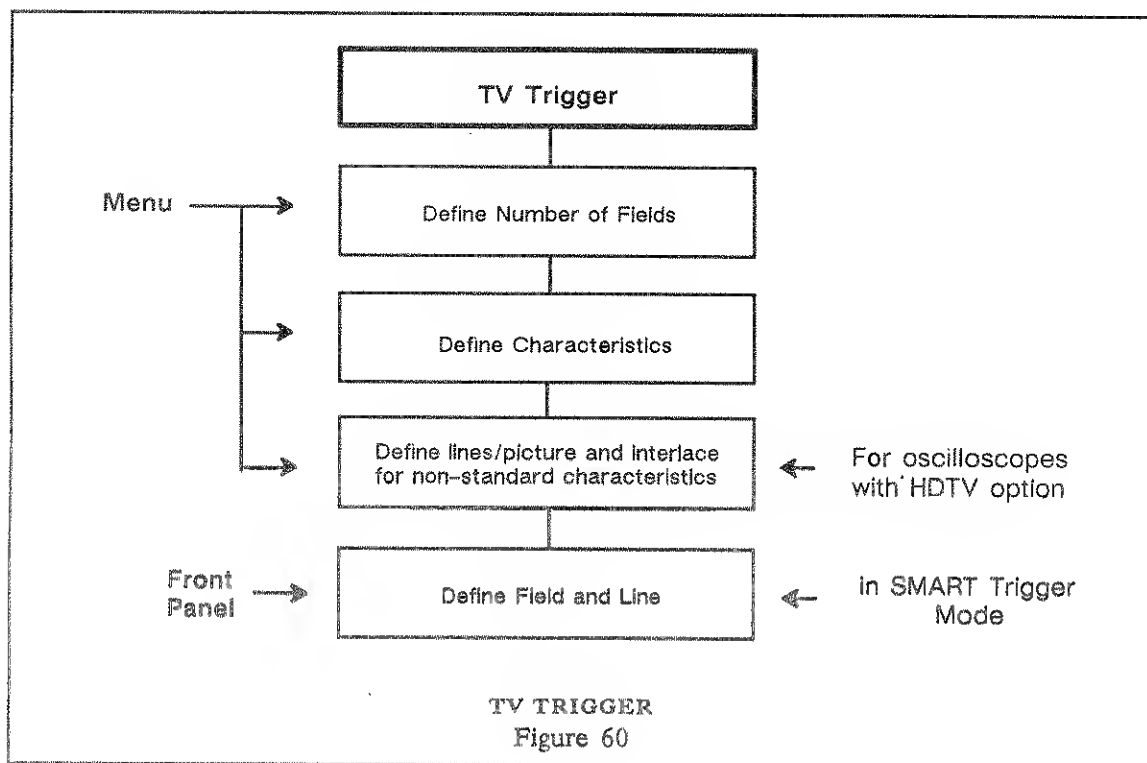 TV Trigger
Menu
Define Number of Fields
Define Characteristics
Define lines/picture and interlace
for non-standard characteristics
For oscilloscopes
with HDTV option
Front
Panel
Define Field and Line
in SMART Trigger
Mode
TV TRIGGER
Figure 60